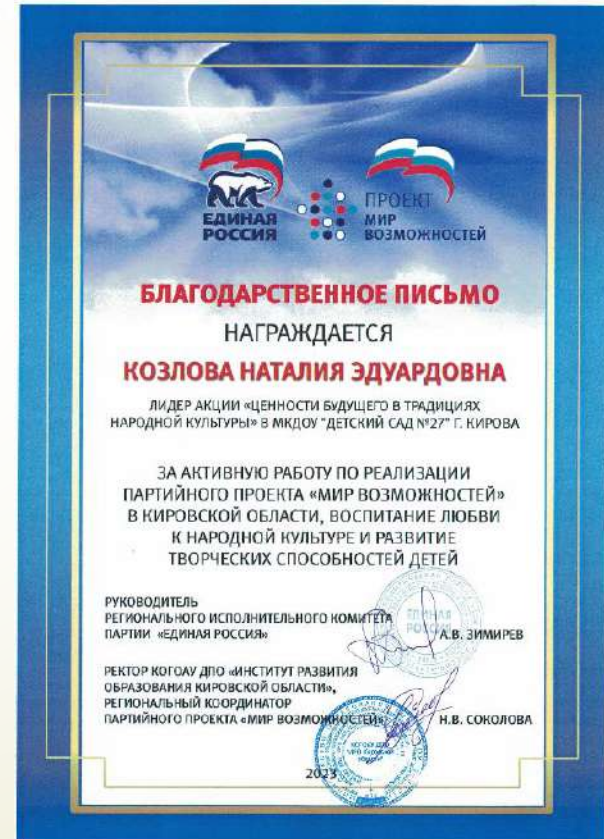 ЕДИНАЯ
РОССИЯ
ПРОЕКТ
МИР
ВОЗМОЖНОСТЕЙ
БЛАГОДАРСТВЕННОЕ ПИСЬМО
НАГРАЖДАЕТСЯ
КОЗЛОВА НАТАЛИЯ ЭДУАРДОВНА
ЛИДЕР АКЦИИ «ЦЕННОСТИ БУДУЩЕГО В ТРАДИЦИЯХ
НАРОДНОЙ КУЛЬТУРЫ» В МКДОУ "ДЕТСКИЙ САД №27" Г. КИРОВА
ЗА АКТИВНУЮ РАБОТУ ПО РЕАЛИЗАЦИИ
ПАРТИЙНОГО ПРОЕКТА «МИР ВОЗМОЖНОСТЕЙ»
В КИРОВСКОЙ ОБЛАСТИ, ВОСПИТАНИЕ ЛЮБВИ
К НАРОДНОЙ КУЛЬТУРЕ И РАЗВИТИЕ
ТВОРЧЕСКИХ СПОСОБНОСТЕЙ ДЕТЕЙ
РУКОВОДИТЕЛЬ
РЕГИОНАЛЬНОГО ИСПОЛНИТЕЛЬНОГО КОМИТЕТА
ПАРТИИ «ЕДИНАЯ РОССИЯ» А.В. ЗИМИРЕВ
ЕДИНАЯ
РОССИЯ
РЕКТОР КОГОАУ ДПО «ИНСТИТУТ РАЗВИТИЯ
ОБРАЗОВАНИЯ КИРОВСКОЙ ОБЛАСТИ»,
РЕГИОНАЛЬНЫЙ КООРДИНАТОР
ПАРТИЙНОГО ПРОЕКТА «МИР ВОЗМОЖНОСТЕЙ» Н.В. СОКОЛОВА
2023